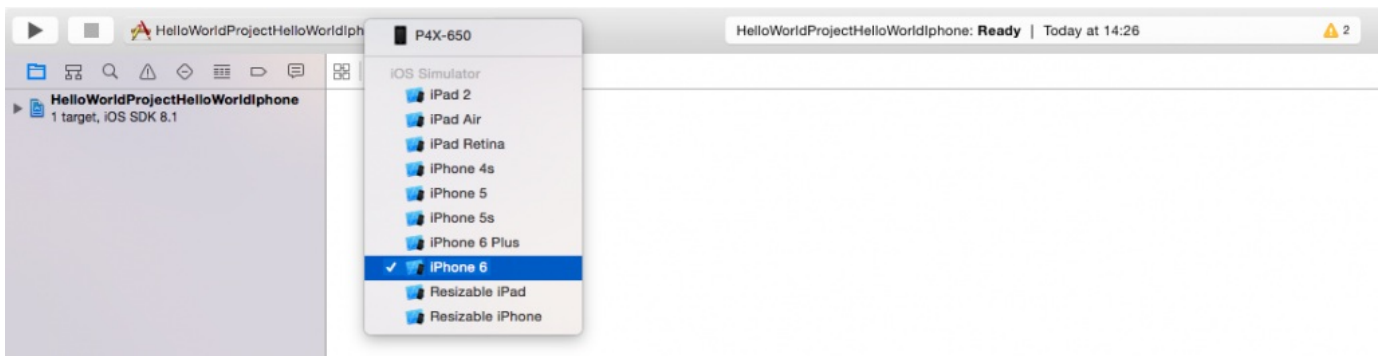 HelloWorldProjectHelloWorldIph
P4X-650
HelloWorldProjectHelloWorldIphone: Ready | Today at 14:26
2
HelloWorldProjectHelloWorldIphone
1 target, iOS SDK 8.1
iOS Simulator
iPad 2
iPad Air
iPad Retina
iPhone 4s
iPhone 5
iPhone 5s
iPhone 6 Plus
✓ iPhone 6
Resizable iPad
Resizable iPhone